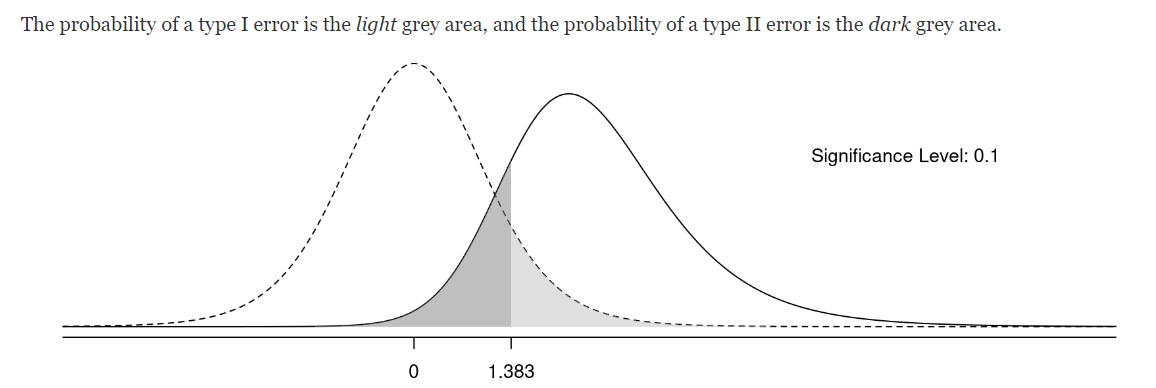 The probability of a type I error is the light grey area, and the probability of a type II error is the dark grey area.
Significance Level: 0.1
0
1.383